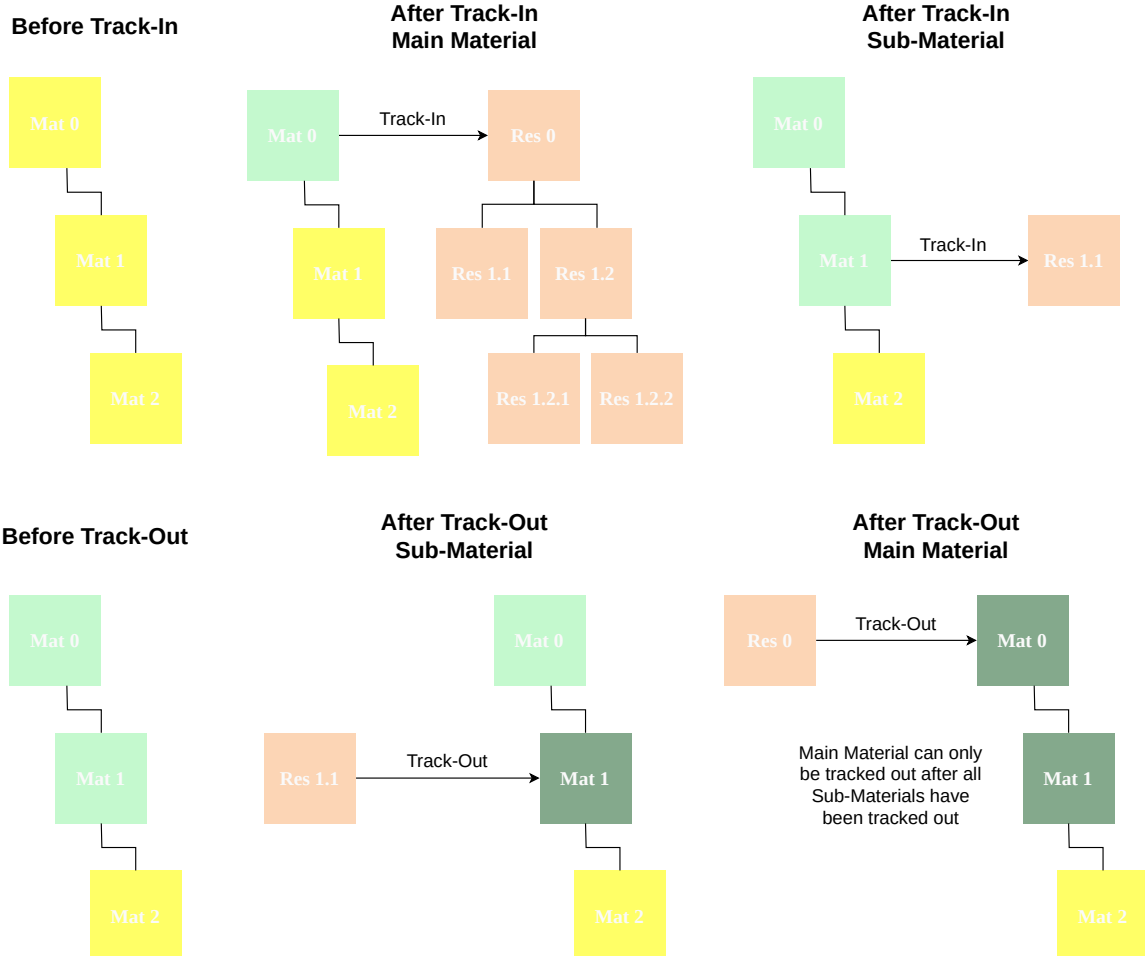 Before Track-In
After Track-In
Main Material
After Track-In
Sub-Material
Mat 0
Mat 1
Mat 2
Mat 0
Track-In
Res 0
Mat 1
Res 1.1
Res 1.2
Mat 2
Res 1.2.1
Res 1.2.2
Mat 0
Mat 1
Track-In
Res 1.1
Mat 2
Before Track-Out
After Track-Out
Sub-Material
After Track-Out
Main Material
Mat 0
Mat 1
Mat 2
Mat 0
Res 1.1
Track-Out
Mat 1
Mat 2
Res 0
Track-Out
Mat 0
Main Material can only
be tracked out after all
Sub-Materials have
been tracked out
Mat 1
Mat 2